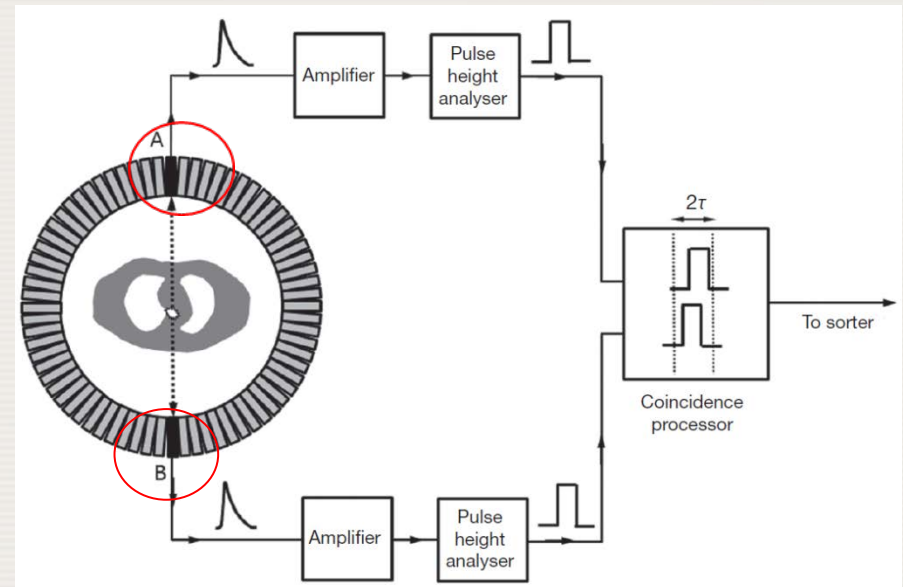 A
Amplifier
Pulse
height
analyser
2τ
To sorter
Coincidence
processor
B
Amplifier
Pulse
height
analyser